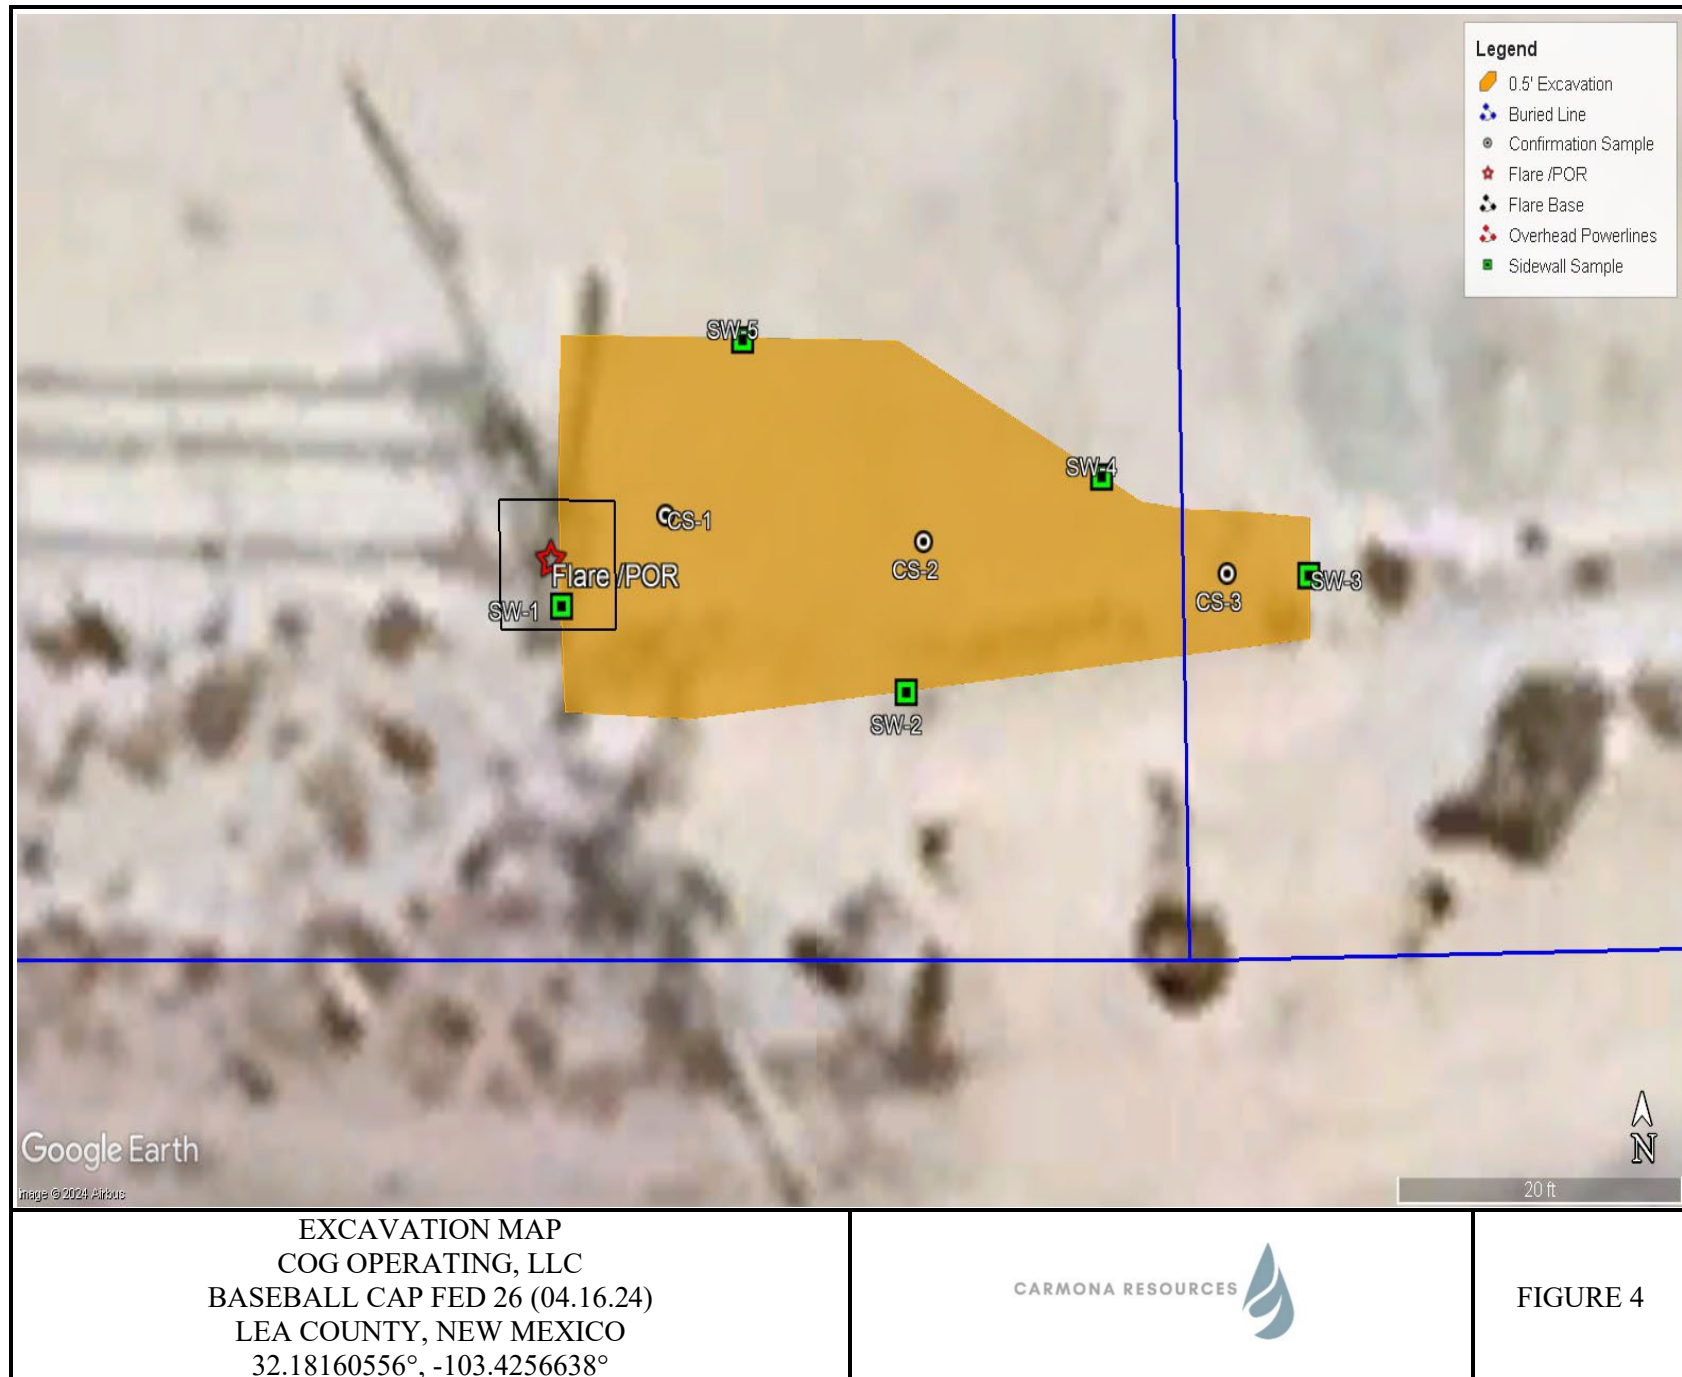 Legend
0.5' Excavation
Buried Line
Confirmation Sample
Flare /POR
Flare Base
Overhead Powerlines
Sidewall Sample
SW-5
SW-4
CS-1
CS-2
Flare /POR
CS-3
SW-3
SW-1
SW-2
Google Earth
Image © 2024 Airbus
N
20 ft
EXCAVATION MAP
COG OPERATING, LLC
BASEBALL CAP FED 26 (04.16.24)
LEA COUNTY, NEW MEXICO
32.18160556°, -103.4256638°
CARMONA RESOURCES
FIGURE 4